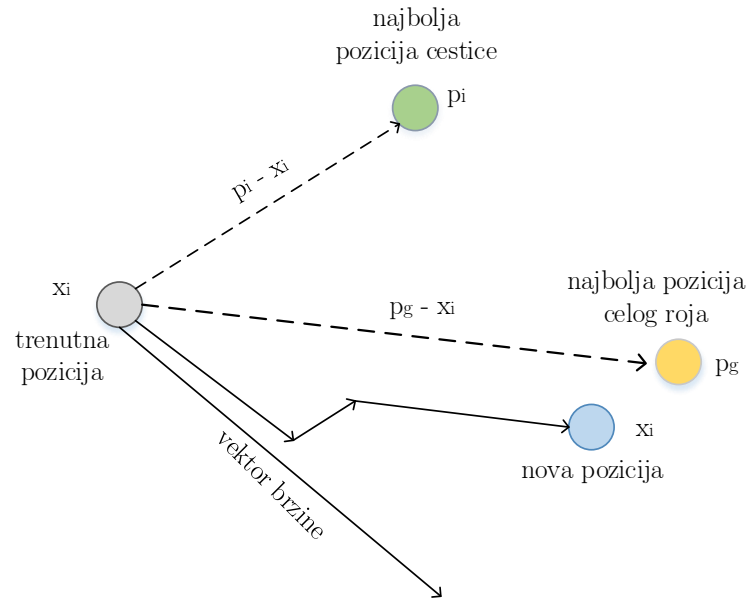 najbolja
pozicija cestice
pi
pi - xi
xi
trenutna
pozicija
pg - xi
najbolja pozicija
celog roja
pg
xi
nova pozicija
vektor brzine